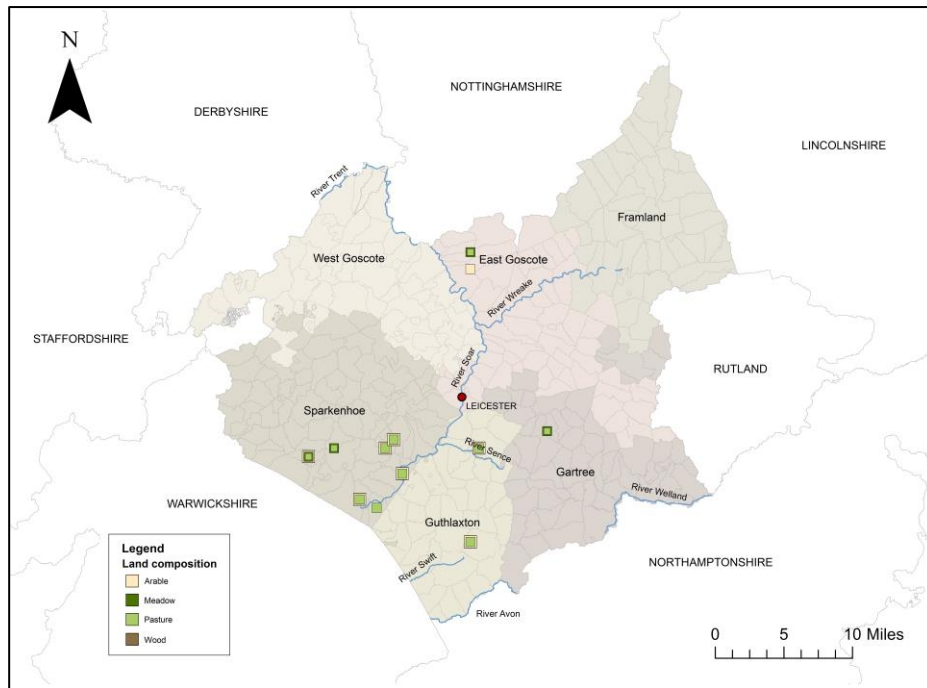 N
NOTTINGHAMSHIRE
DERBYSHIRE
LINCOLNSHIRE
River Trent
Framland
West Goscote
East Goscote
River Wreake
STAFFORDSHIRE
RUTLAND
River Soar
LEICESTER
Sparkenhoe
River Sence
Gartree
River Welland
WARWICKSHIRE
Guthlaxton
NORTHAMPTONSHIRE
River Swift
River Avon
Legend
Land composition
Arable
Meadow
Pasture
Wood
0 5 10 Miles